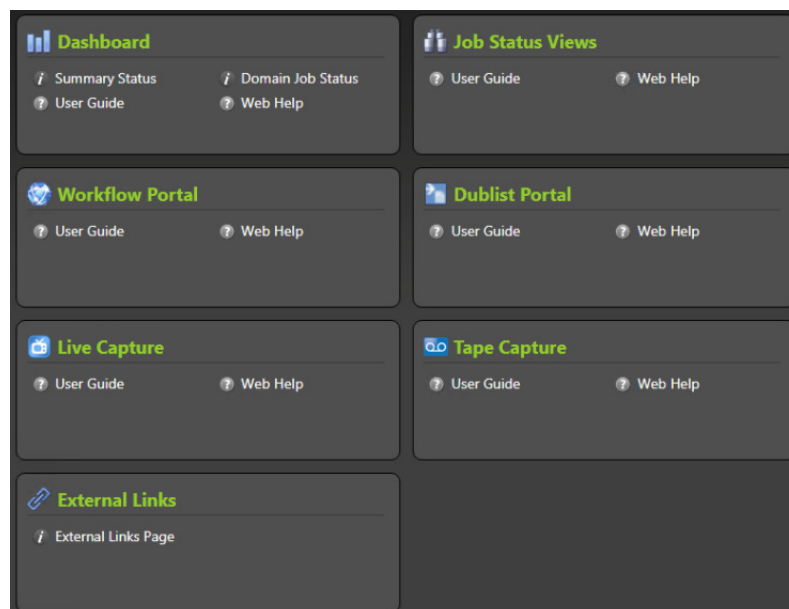 Dashboard
Summary Status
Domain Job Status
User Guide
Web Help
Job Status Views
User Guide
Web Help
Workflow Portal
User Guide
Web Help
Dublist Portal
User Guide
Web Help
Live Capture
User Guide
Web Help
Tape Capture
User Guide
Web Help
External Links
External Links Page